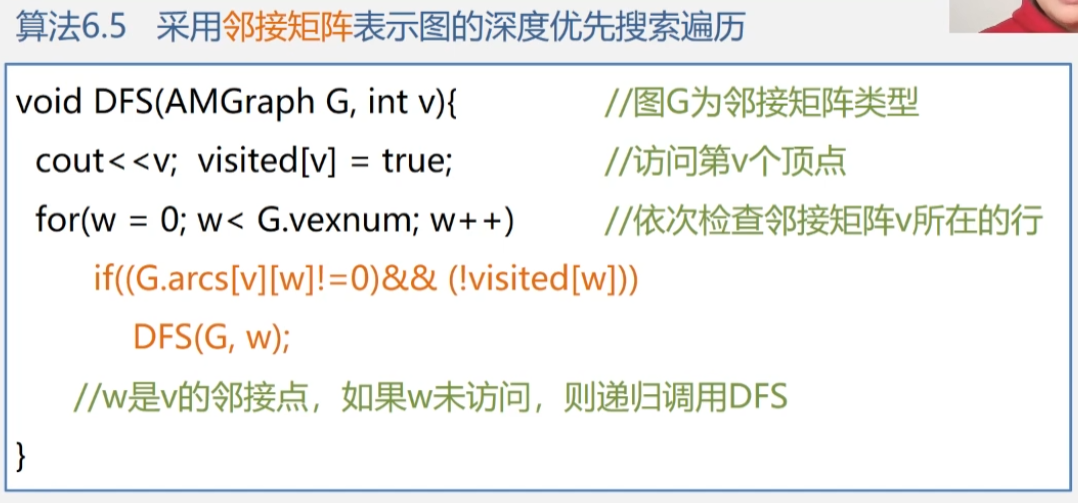 算法6.5 采用邻接矩阵表示图的深度优先搜索遍历
void DFS(AMGraph G, int v){ //图G为邻接矩阵类型
cout<<v; visited[v] = true; //访问第v个顶点
for(w = 0; w< G.vexnum; w++) //依次检查邻接矩阵v所在的行
if((G.arcs[v][w]!=0)&& (!visited[w]))
DFS(G, w);
//w是v的邻接点，如果w未访问，则递归调用DFS
}